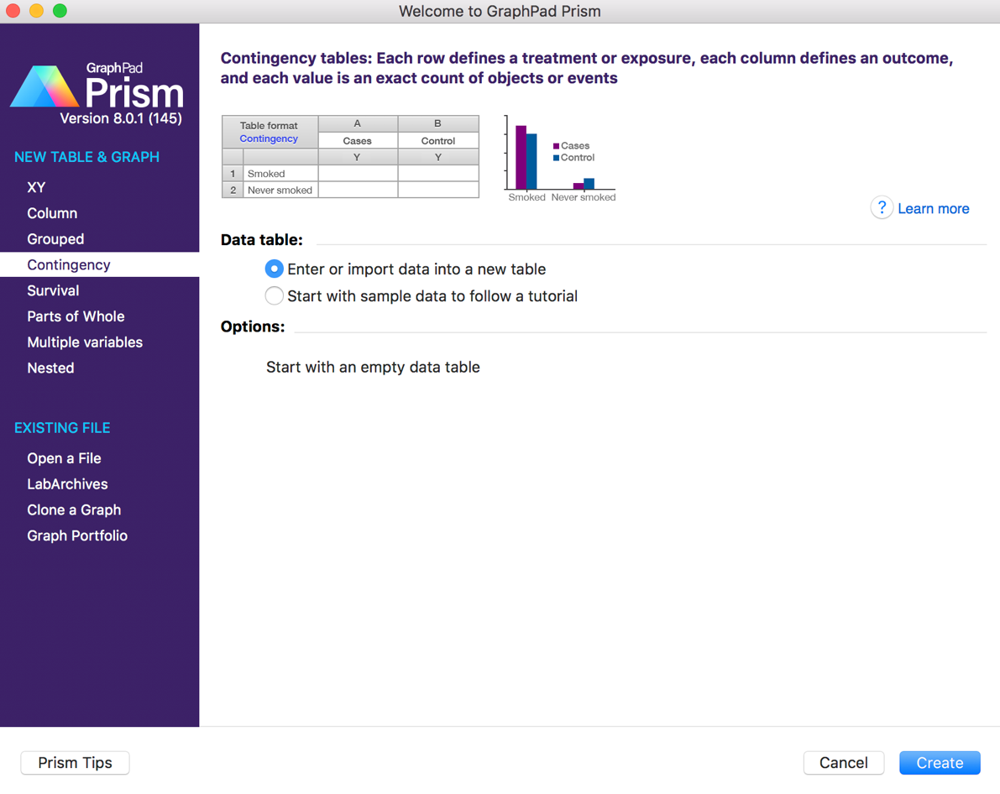 Welcome to GraphPad Prism
GraphPad
Prism
Version 8.0.1 (145)
NEW TABLE & GRAPH
XY
Column
Grouped
Contingency
Survival
Parts of Whole
Multiple variables
Nested
EXISTING FILE
Open a File
LabArchives
Clone a Graph
Graph Portfolio
Contingency tables: Each row defines a treatment or exposure, each column defines an outcome,
and each value is an exact count of objects or events
Table format A B
Contingency Cases Control
Y Y
1 Smoked
2 Never smoked
Cases
Control
Smoked Never smoked
? Learn more
Data table:
Enter or import data into a new table
Start with sample data to follow a tutorial
Options:
Start with an empty data table
Prism Tips Cancel Create